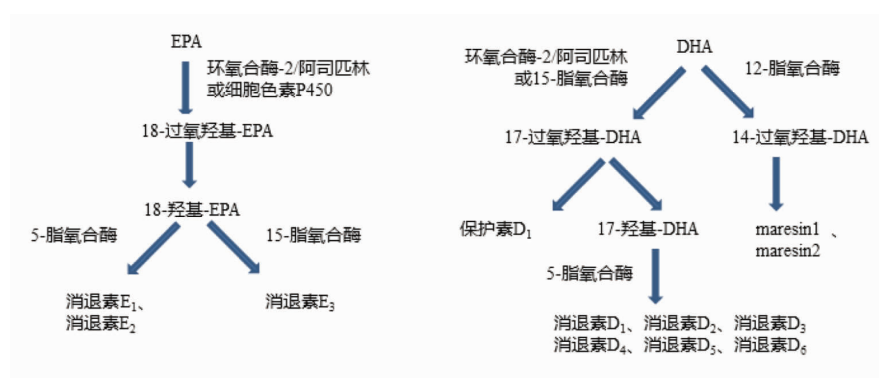 EPA
环氧合酶-2/阿司匹林
或细胞色素P450
18-过氧羟基-EPA
18-羟基-EPA
5-脂氧合酶
15-脂氧合酶
消退素E₁、
消退素E₂
消退素E₃
DHA
环氧合酶-2/阿司匹林
或15-脂氧合酶
12-脂氧合酶
17-过氧羟基-DHA
14-过氧羟基-DHA
保护素D₁
17-羟基-DHA
maresin1 、
maresin2
5-脂氧合酶
消退素D₁、消退素D₂、消退素D₃
消退素D₄、消退素D₅、消退素D₆